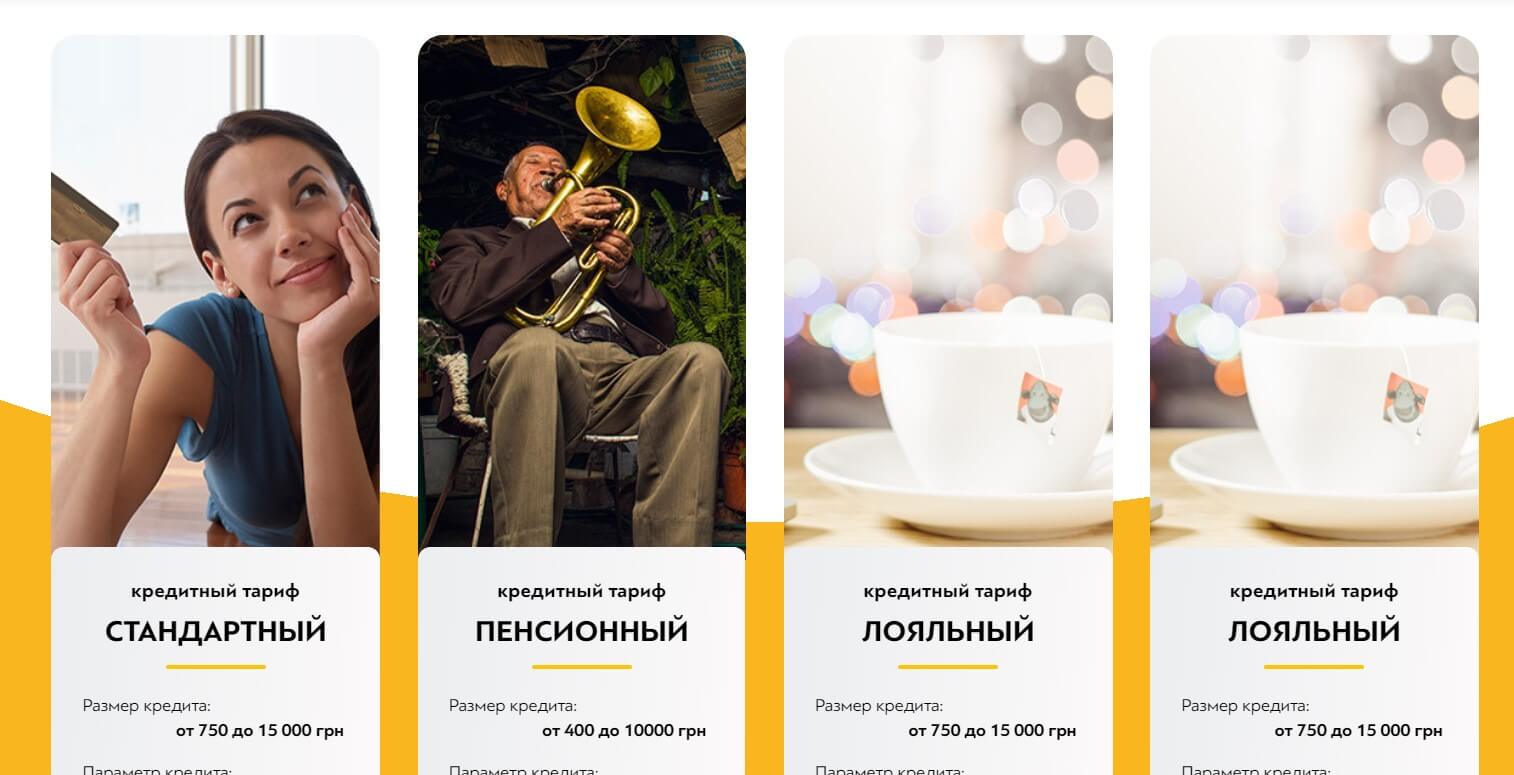 кредитный тариф
СТАНДАРТНЫЙ
Размер кредита:
от 750 до 15 000 грн
Параметр кредита:
кредитный тариф
ПЕНСИОННЫЙ
Размер кредита:
от 400 до 10000 грн
Параметр кредита:
кредитный тариф
ЛОЯЛЬНЫЙ
Размер кредита:
от 750 до 15 000 грн
Параметр кредита:
кредитный тариф
ЛОЯЛЬНЫЙ
Размер кредита:
от 750 до 15 000 грн
Параметр кредита: